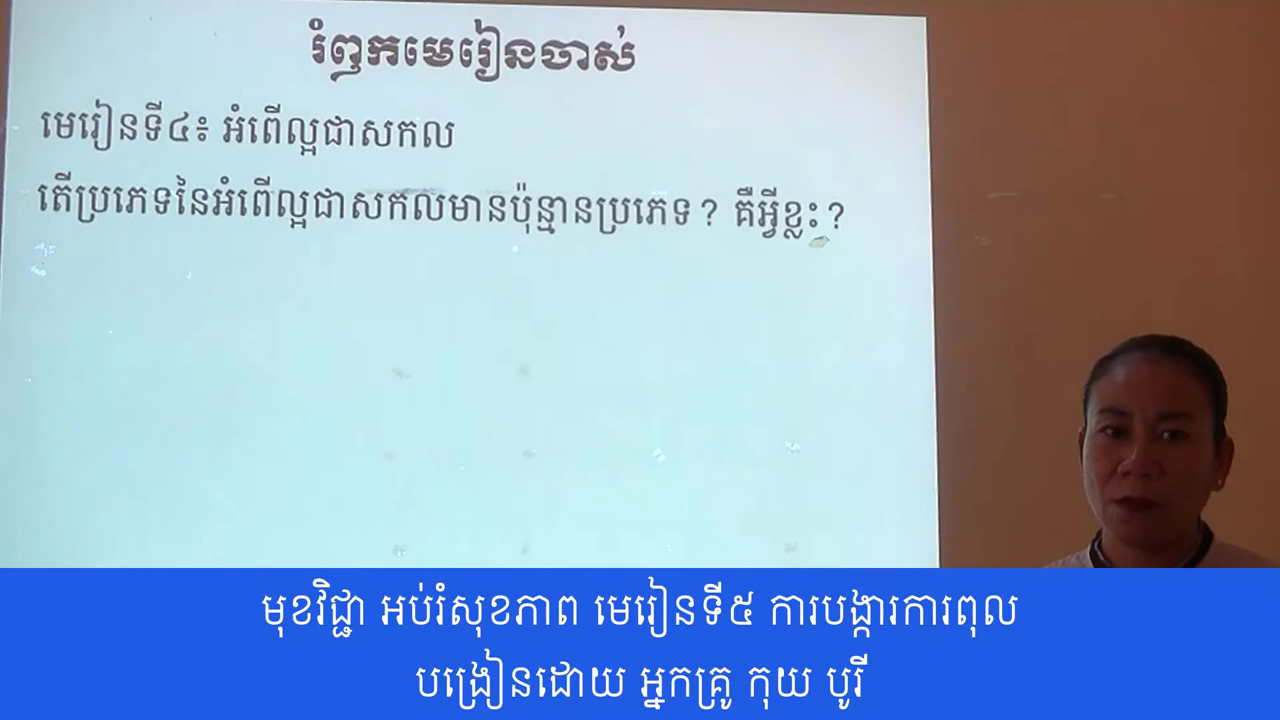 រំឭកមេរៀនចាស់
មេរៀនទី៤៖ អំពើល្អជាសកល
តើប្រភេទនៃអំពើល្អជាសកលមានប៉ុន្មានប្រភេទ? គឺអ្វីខ្លះ?
មុខវិជ្ជា អប់រំសុខភាព មេរៀនទី៥ ការបង្ការការពុល
បង្រៀនដោយ អ្នកគ្រូ កុយ បូរី